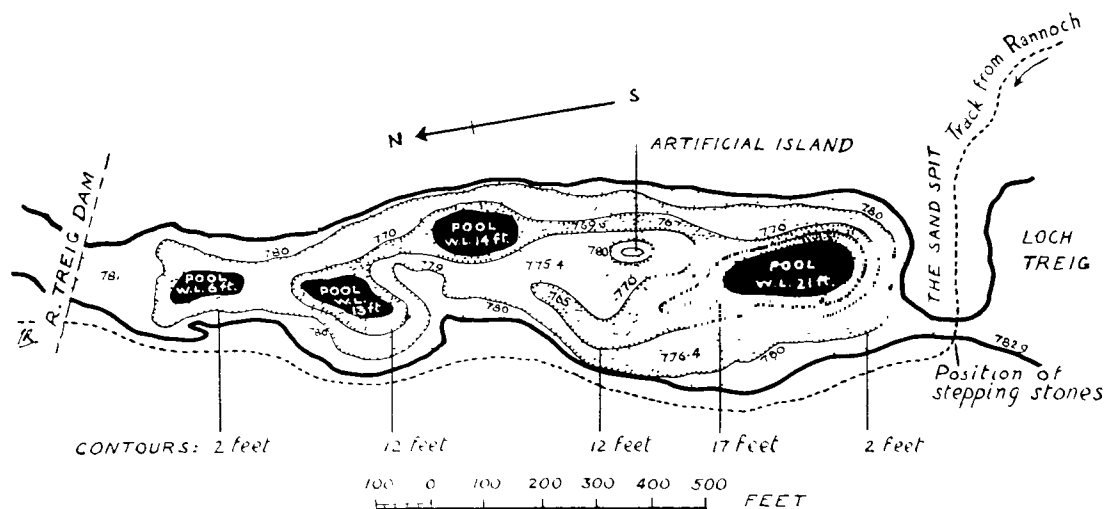 Track from Rannoch
THE SAND SPIT
S
N
ARTIFICIAL ISLAND
R. TREIG DAM
LOCH
TREIG
POOL
W.L. 14 ft.
POOL
W.L. 6 ft.
POOL
W.L.
13 ft.
POOL
W.L. 21 ft.
780
770
780
770
780
775.4
770
765
779
780
776.4
780
782.9
Position of
stepping stones
CONTOURS: 2 feet
12 feet
12 feet
17 feet
2 feet
100 0 100 200 300 400 500
FEET